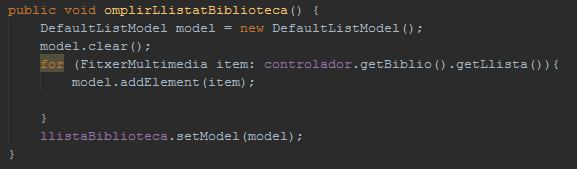 public void omplirLlistatBiblioteca() {
    DefaultListModel model = new DefaultListModel();
    model.clear();
    for (FitxerMultimedia item: controlador.getBiblio().getLlista()){
        model.addElement(item);
    }
    llistaBiblioteca.setModel(model);
}